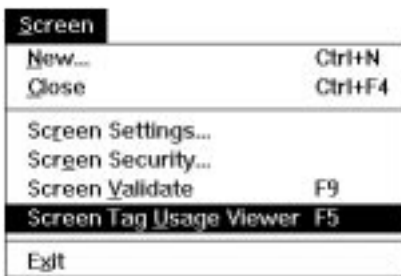 Screen
New... Ctrl+N
Close Ctrl+F4
Screen Settings...
Screen Security...
Screen Validate F9
Screen Tag Usage Viewer F5
Exit